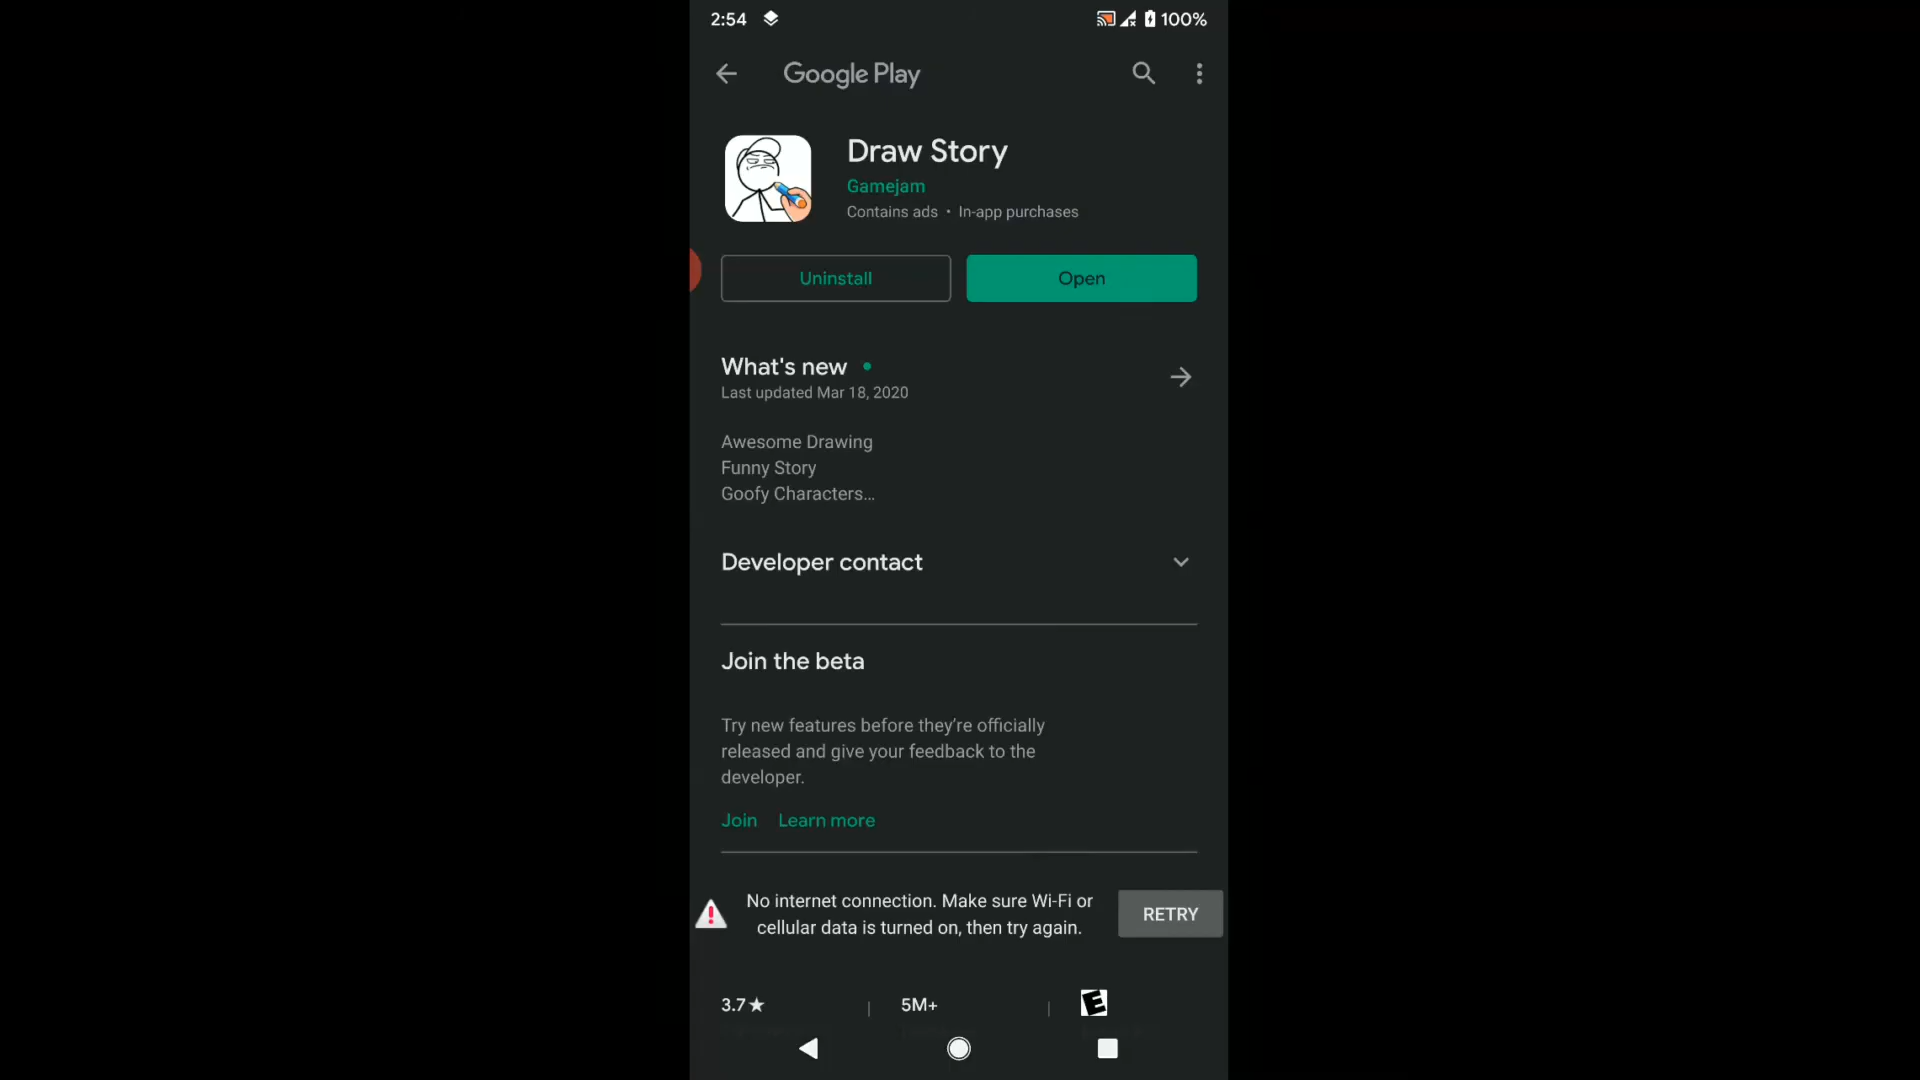 2:54 100%
Google Play
Draw Story
Gamejam
Contains ads • In-app purchases
Uninstall Open
What's new
Last updated Mar 18, 2020
Awesome Drawing
Funny Story
Goofy Characters...
Developer contact
Join the beta
Try new features before they're officially
released and give your feedback to the
developer.
Join Learn more
No internet connection. Make sure Wi-Fi or
cellular data is turned on, then try again.
RETRY
3.7★ 5M+ E